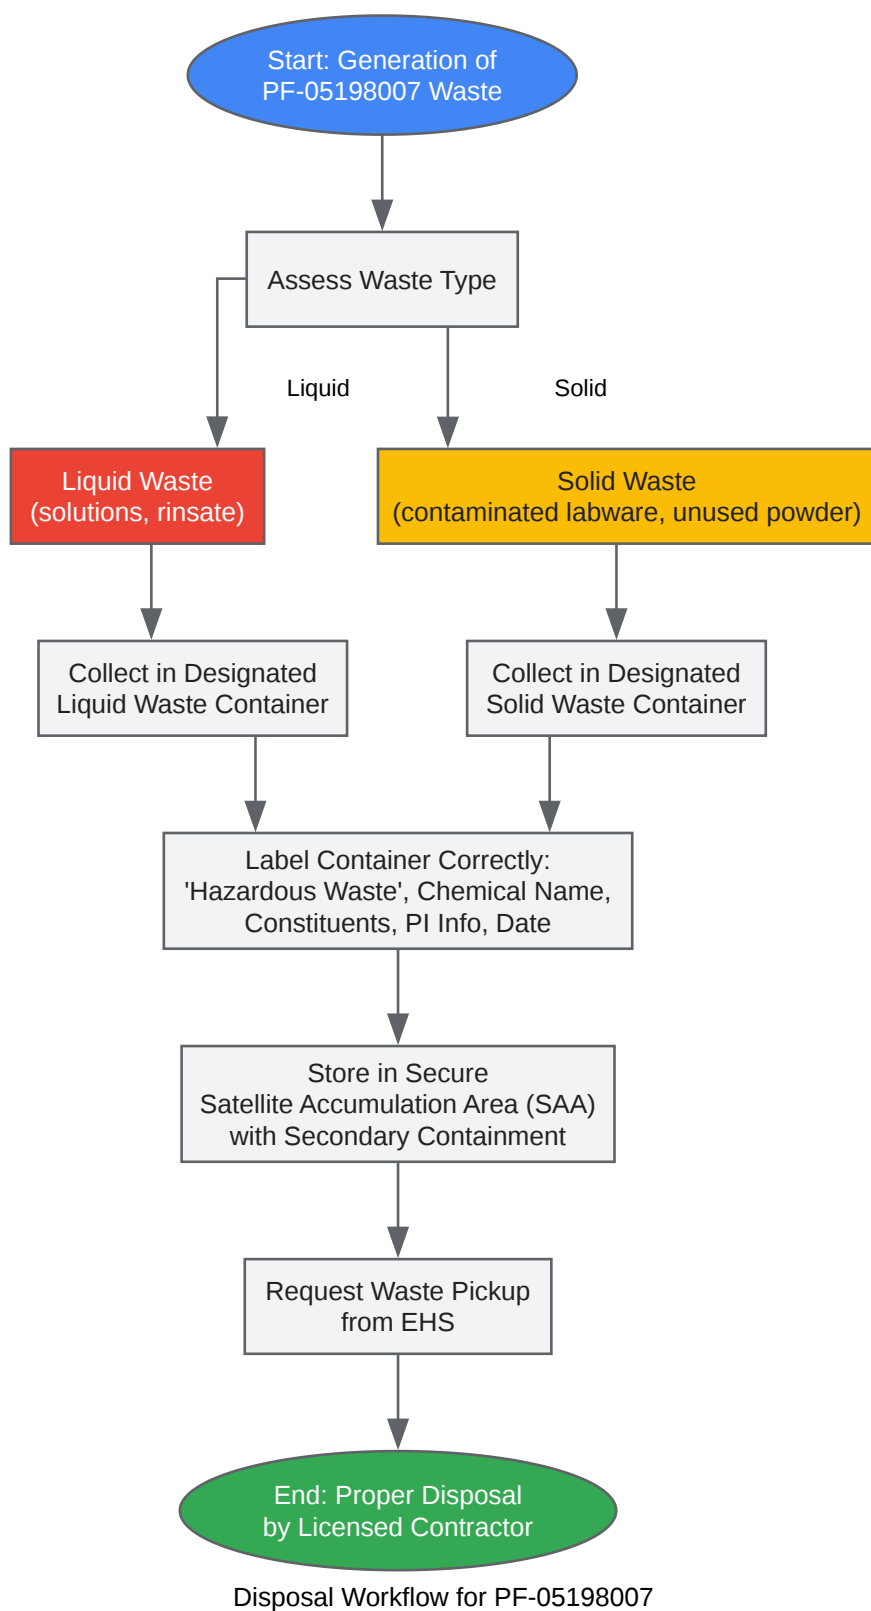 Start: Generation of
PF-05198007 Waste
Assess Waste Type
Liquid
Solid
Liquid Waste
(solutions, rinsate)
Solid Waste
(contaminated labware, unused powder)
Collect in Designated
Liquid Waste Container
Collect in Designated
Solid Waste Container
Label Container Correctly:
'Hazardous Waste', Chemical Name,
Constituents, PI Info, Date
Store in Secure
Satellite Accumulation Area (SAA)
with Secondary Containment
Request Waste Pickup
from EHS
End: Proper Disposal
by Licensed Contractor
Disposal Workflow for PF-05198007